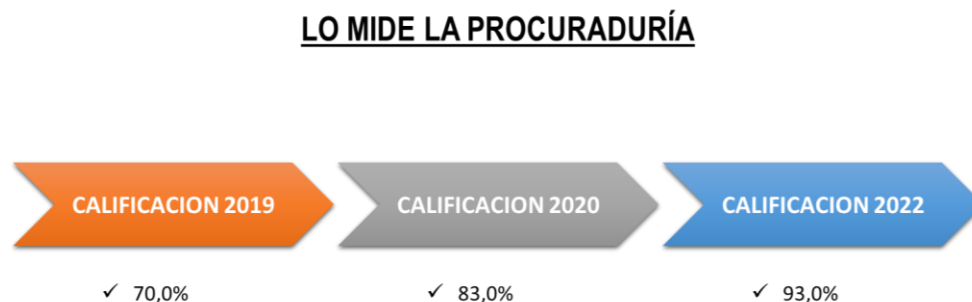 LO MIDE LA PROCURADURÍA
CALIFICACION 2019
CALIFICACION 2020
CALIFICACION 2022
✓ 70,0%
✓ 83,0%
✓ 93,0%